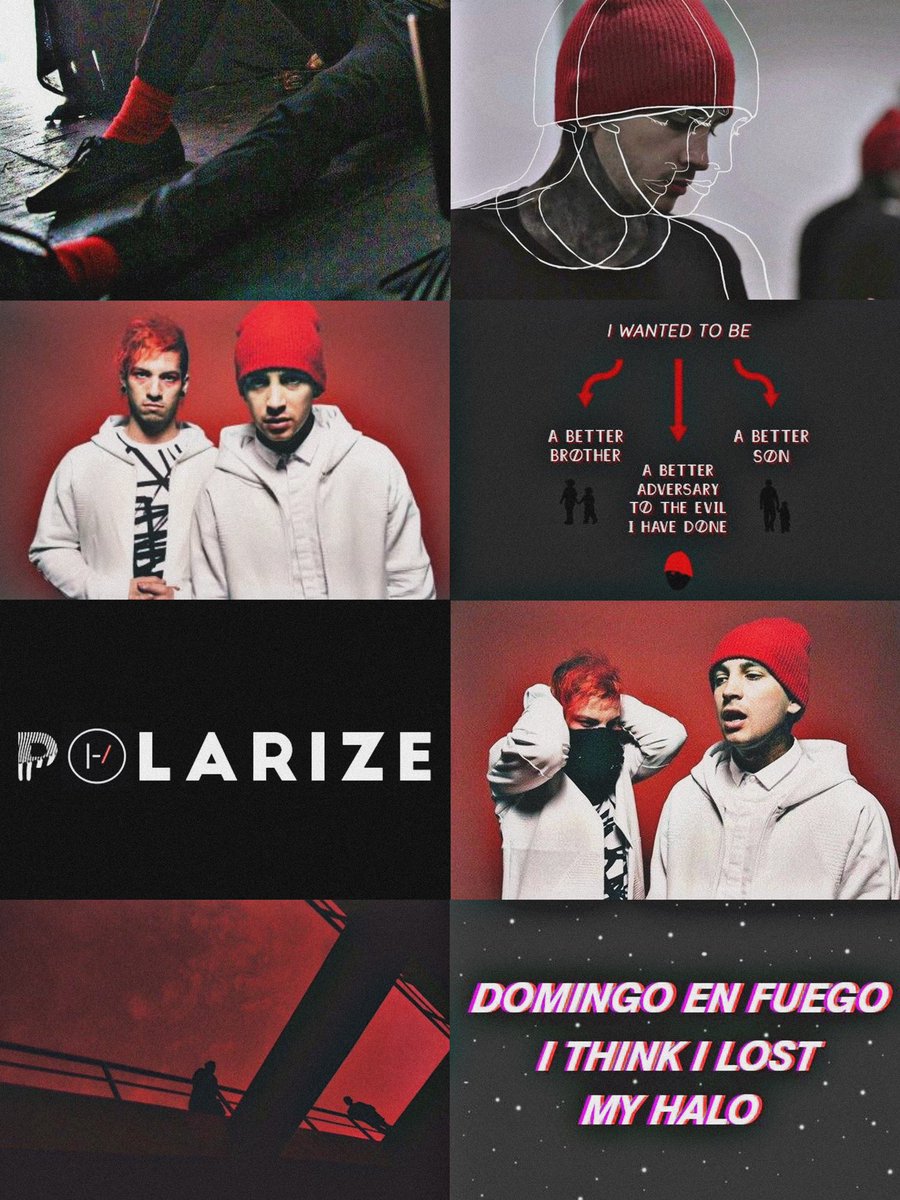 I WANTED TO BE
A BETTER
BRØTHER
A BETTER
ADVERSARY
TØ THE EVIL
I HAVE DØNE
A BETTER
SØN
POLARIZE
DOMINGO EN FUEGO
I THINK I LOST
MY HALO